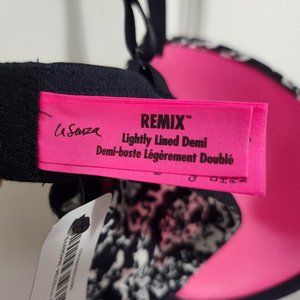 la Senza
REMIX™
Lightly Lined Demi
Demi-buste Légèrement Doublé